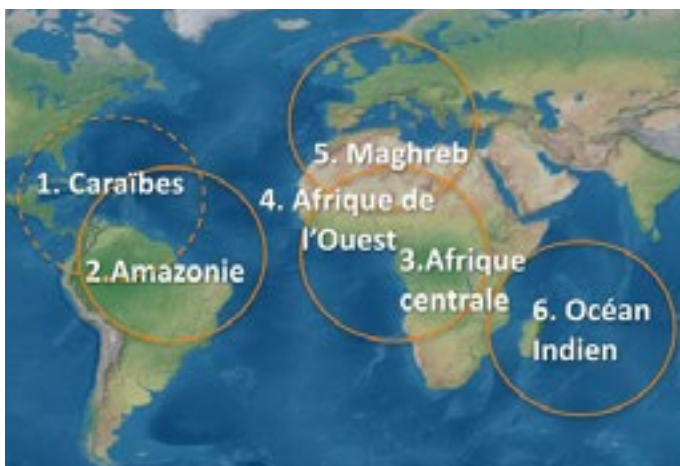 1. Caraïbes
2.Amazonie
5. Maghreb
4. Afrique de
l'Ouest
3.Afrique
centrale
6. Océan
Indien